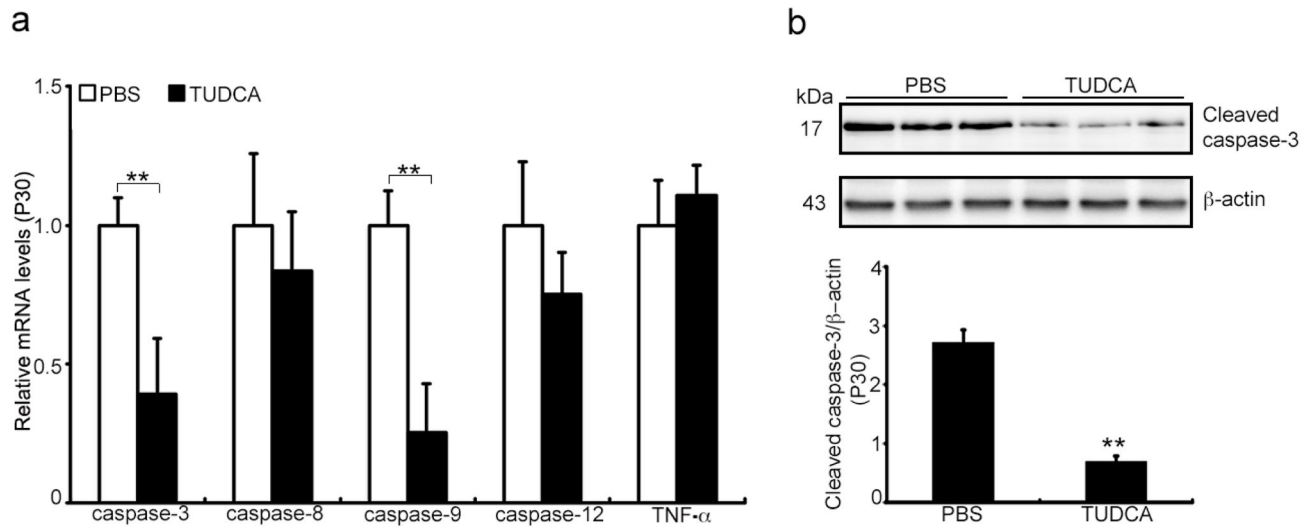 a
Relative mRNA levels (P30)
1.5
1.0
0.5
0
PBS
TUDCA
**
**
caspase-3
caspase-8
caspase-9
caspase-12
TNF-α
b
PBS
TUDCA
kDa
17
Cleaved
caspase-3
43
β-actin
Cleaved caspase-3/β–actin
(P30)
4
3
2
1
0
**
PBS
TUDCA